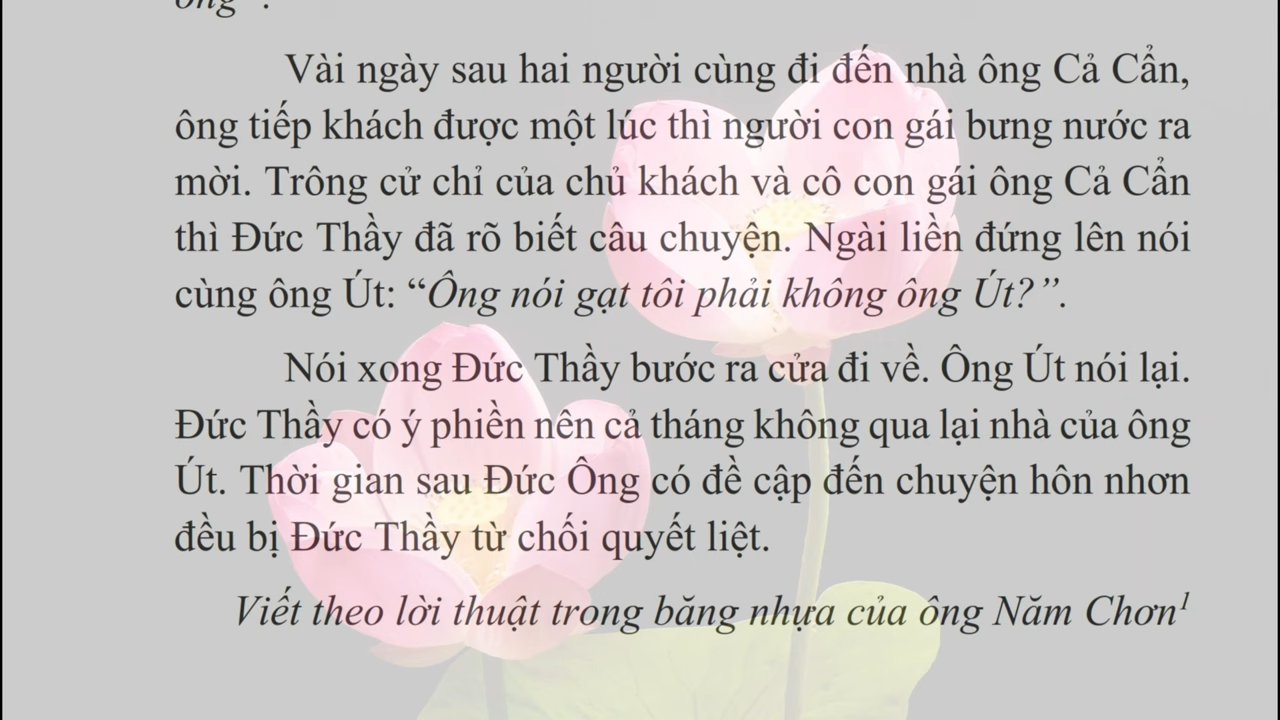 ông”.
Vài ngày sau hai người cùng đi đến nhà ông Cả Cẩn,
ông tiếp khách được một lúc thì người con gái bưng nước ra
mời. Trông cử chỉ của chủ khách và cô con gái ông Cả Cẩn
thì Đức Thầy đã rõ biết câu chuyện. Ngài liền đứng lên nói
cùng ông Út: “Ông nói gạt tôi phải không ông Út?”.
Nói xong Đức Thầy bước ra cửa đi về. Ông Út nói lại.
Đức Thầy có ý phiền nên cả tháng không qua lại nhà của ông
Út. Thời gian sau Đức Ông có đề cập đến chuyện hôn nhơn
đều bị Đức Thầy từ chối quyết liệt.
Viết theo lời thuật trong băng nhựa của ông Năm Chơn¹